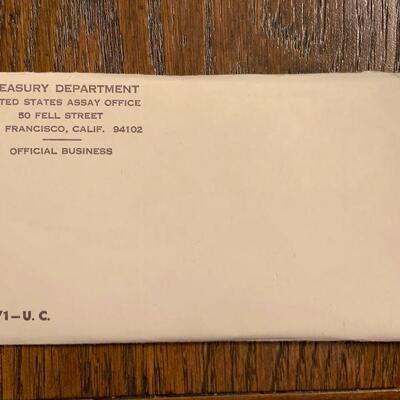 EASURY DEPARTMENT
TED STATES ASSAY OFFICE
50 FELL STREET
FRANCISCO, CALIF. 94102
OFFICIAL BUSINESS
71—U. C.